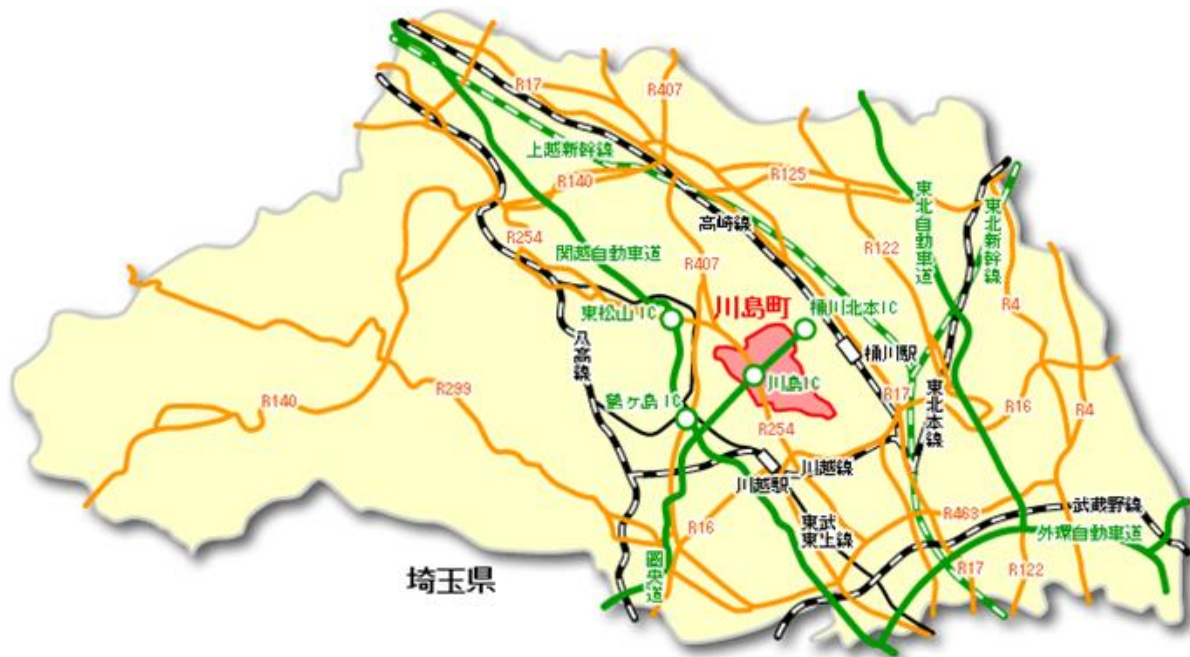 R17
R407
上越新幹線
R140
R125
高崎線
R254
関越自動車道
R407
R122
東北自動車道
東北新幹線
R4
東松山IC
川島町
桶川北本IC
八高線
桶川駅
川島IC
R299
R140
鶴ヶ島IC
R17
東北本線
R16
R4
R254
川越線
川越駅
R16
東武
東上線
R463
武蔵野線
外環自動車道
圏央道
R17
R122
埼玉県